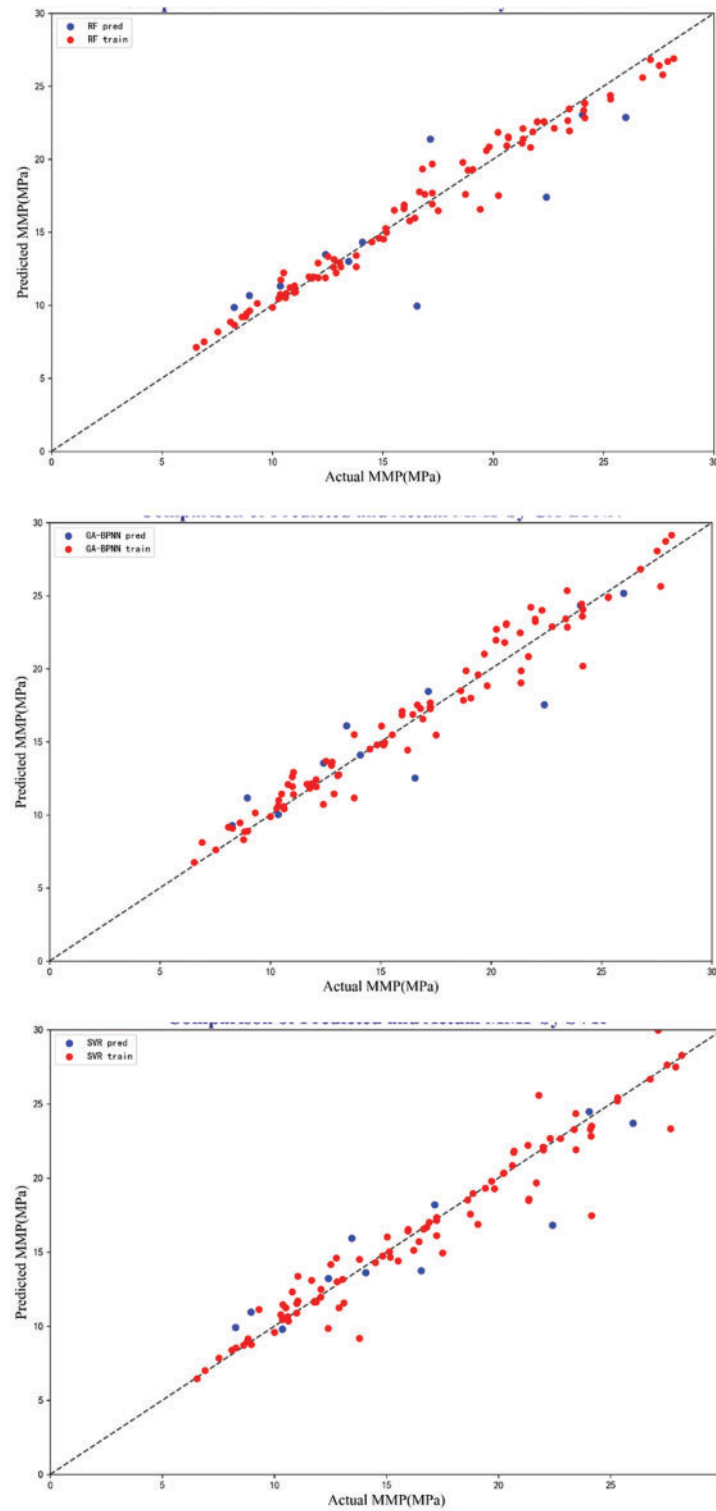 RF pred
RF train
30
25
20
15
10
5
0
Predicted MMP(MPa)
0 5 10 15 20 25 30
Actual MMP(MPa)
GA-BPNN pred
GA-BPNN train
30
25
20
15
10
5
0
Predicted MMP(MPa)
0 5 10 15 20 25 30
Actual MMP(MPa)
SVR pred
SVR train
30
25
20
15
10
5
0
Predicted MMP(MPa)
0 5 10 15 20 25
Actual MMP(MPa)